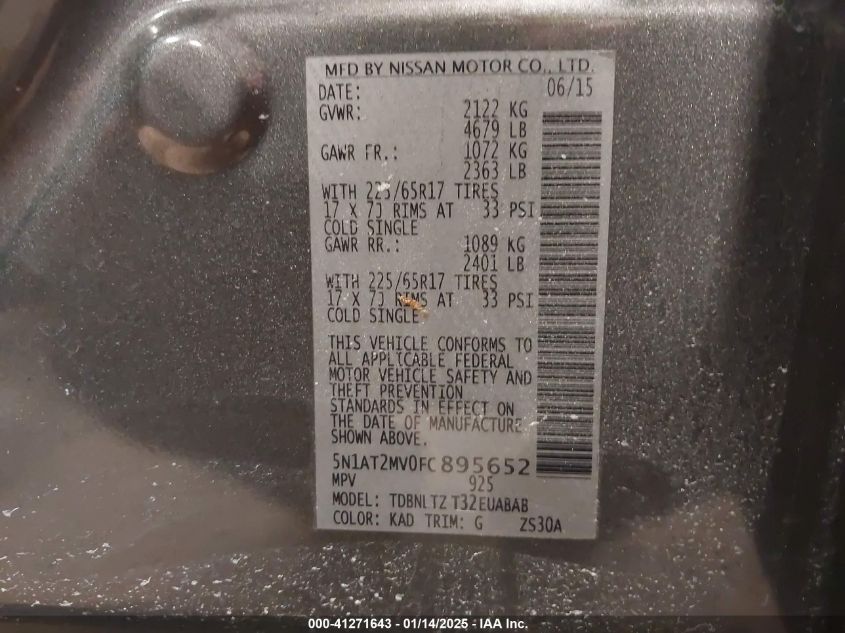 MFD BY NISSAN MOTOR CO., LTD.
DATE: 06/15
GVWR: 2122 KG
4679 LB
GAWR FR.: 1072 KG
2363 LB
WITH 225/65R17 TIRES
17 X 7J RIMS AT 33 PSI
COLD SINGLE
GAWR RR.: 1089 KG
2401 LB
WITH 225/65R17 TIRES
17 X 7J RIMS AT 33 PSI
COLD SINGLE
THIS VEHICLE CONFORMS TO
ALL APPLICABLE FEDERAL
MOTOR VEHICLE SAFETY AND
THEFT PREVENTION
STANDARDS IN EFFECT ON
THE DATE OF MANUFACTURE
SHOWN ABOVE.
5N1AT2MV0FC895652
MPV 925
MODEL: TDBNLTZ T32EUABAB
COLOR: KAD TRIM: G ZS30A
000-41271643 - 01/14/2025 - IAA Inc.